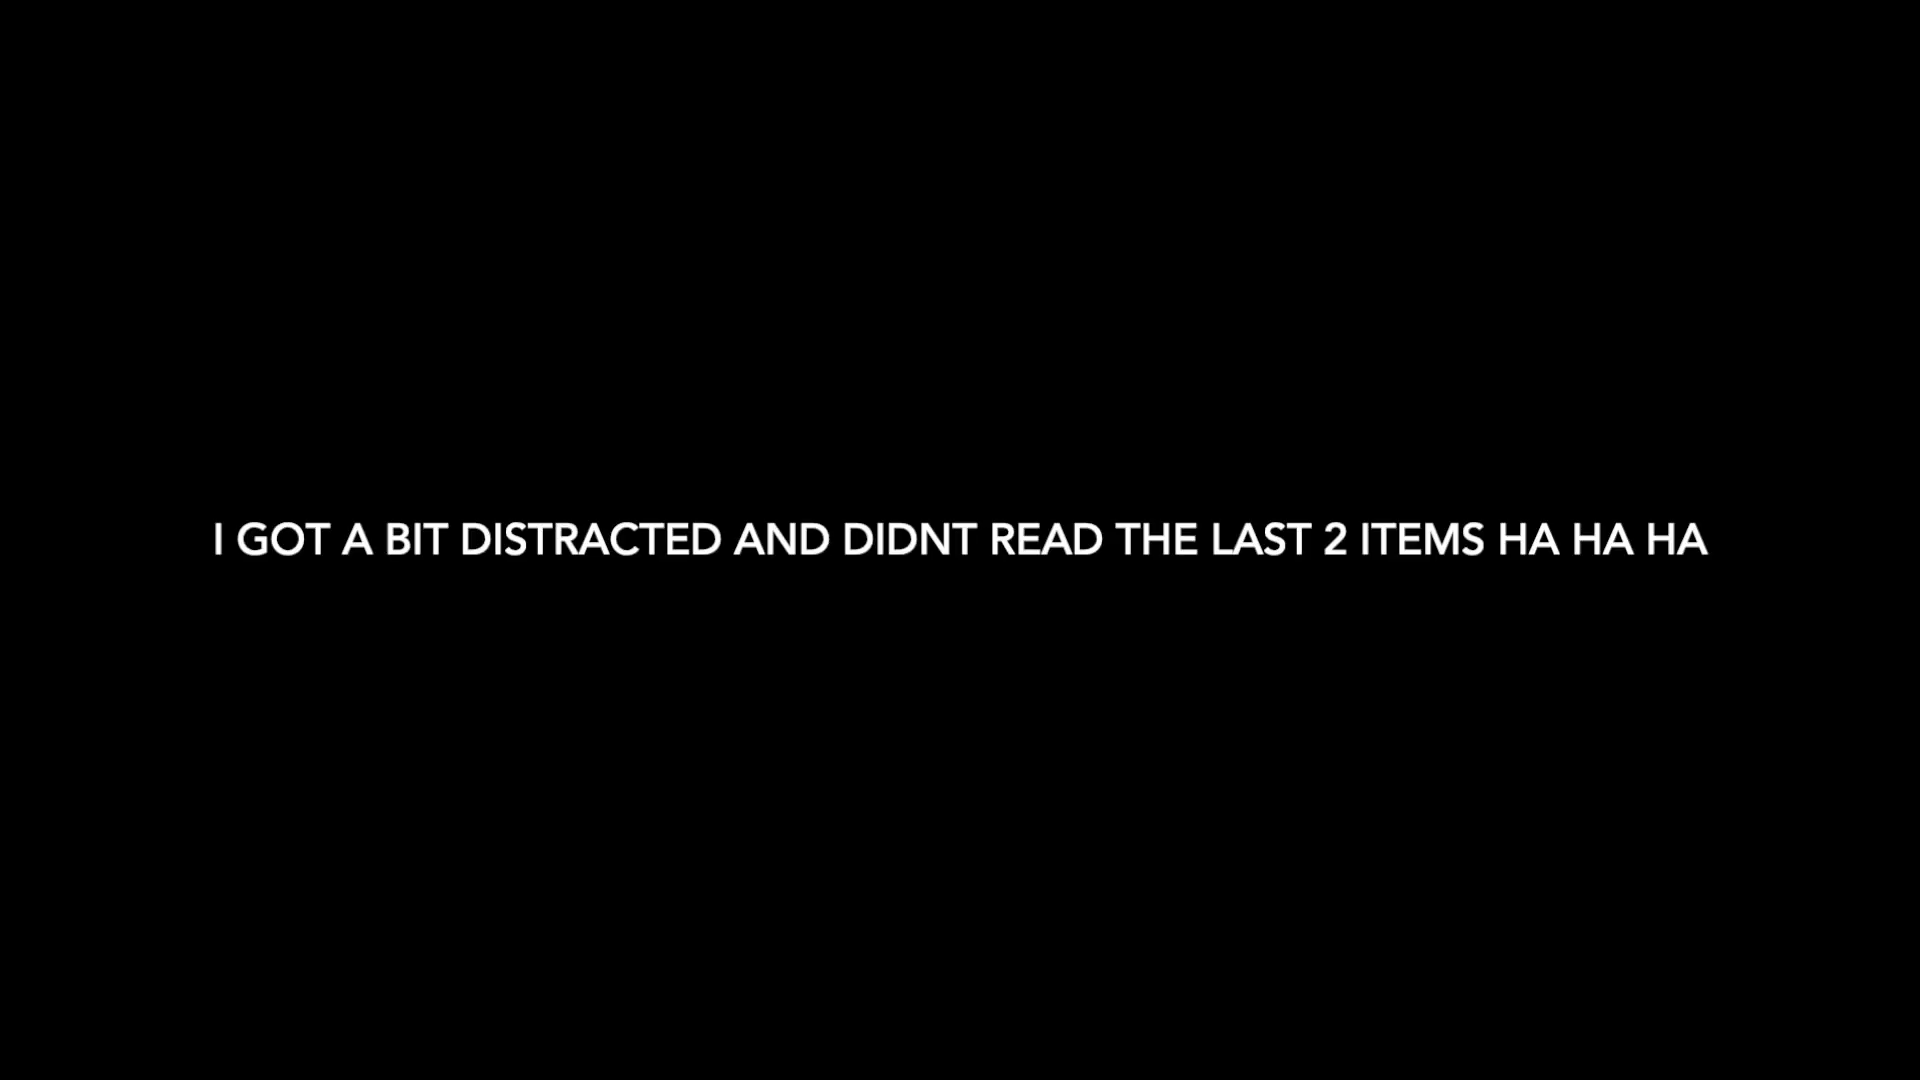 I GOT A BIT DISTRACTED AND DIDNT READ THE LAST 2 ITEMS HA HA HA